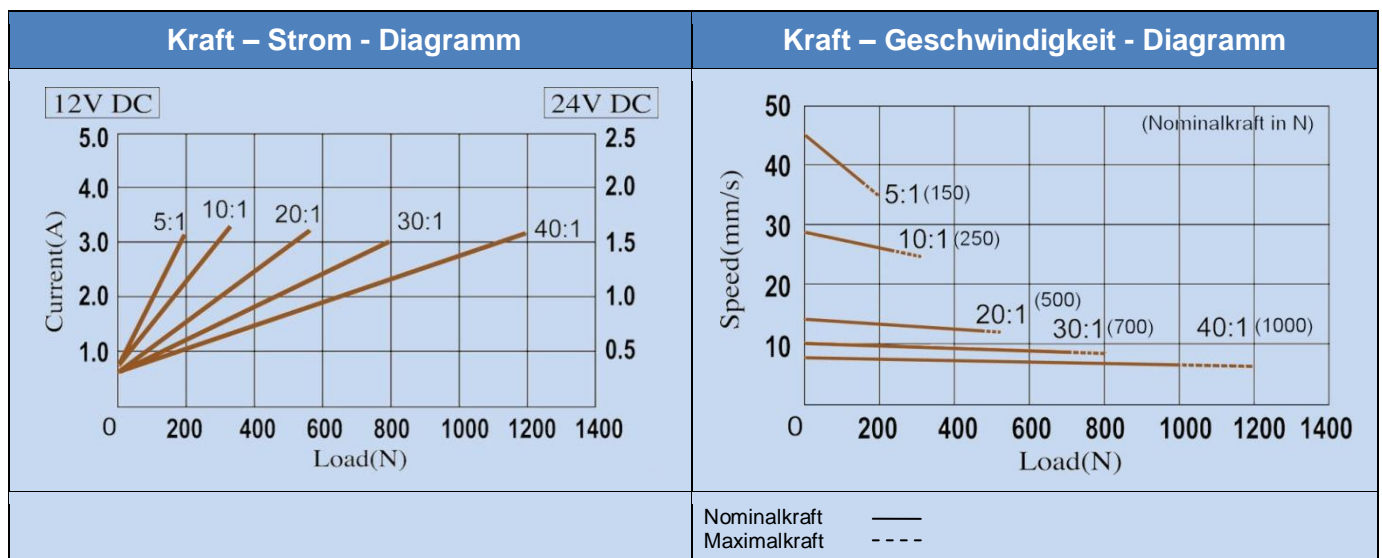 Kraft – Strom - Diagramm
12V DC
24V DC
5.0
4.0
3.0
2.0
1.0
0
2.5
2.0
1.5
1.0
0.5
Current(A)
5:1
10:1
20:1
30:1
40:1
200 400 600 800 1000 1200 1400
Load(N)
Kraft – Geschwindigkeit - Diagramm
50
40
30
20
10
0
Speed(mm/s)
(Nominalkraft in N)
5:1 (150)
10:1 (250)
20:1 (500)
30:1 (700)
40:1 (1000)
200 400 600 800 1000 1200 1400
Load(N)
Nominalkraft
Maximalkraft